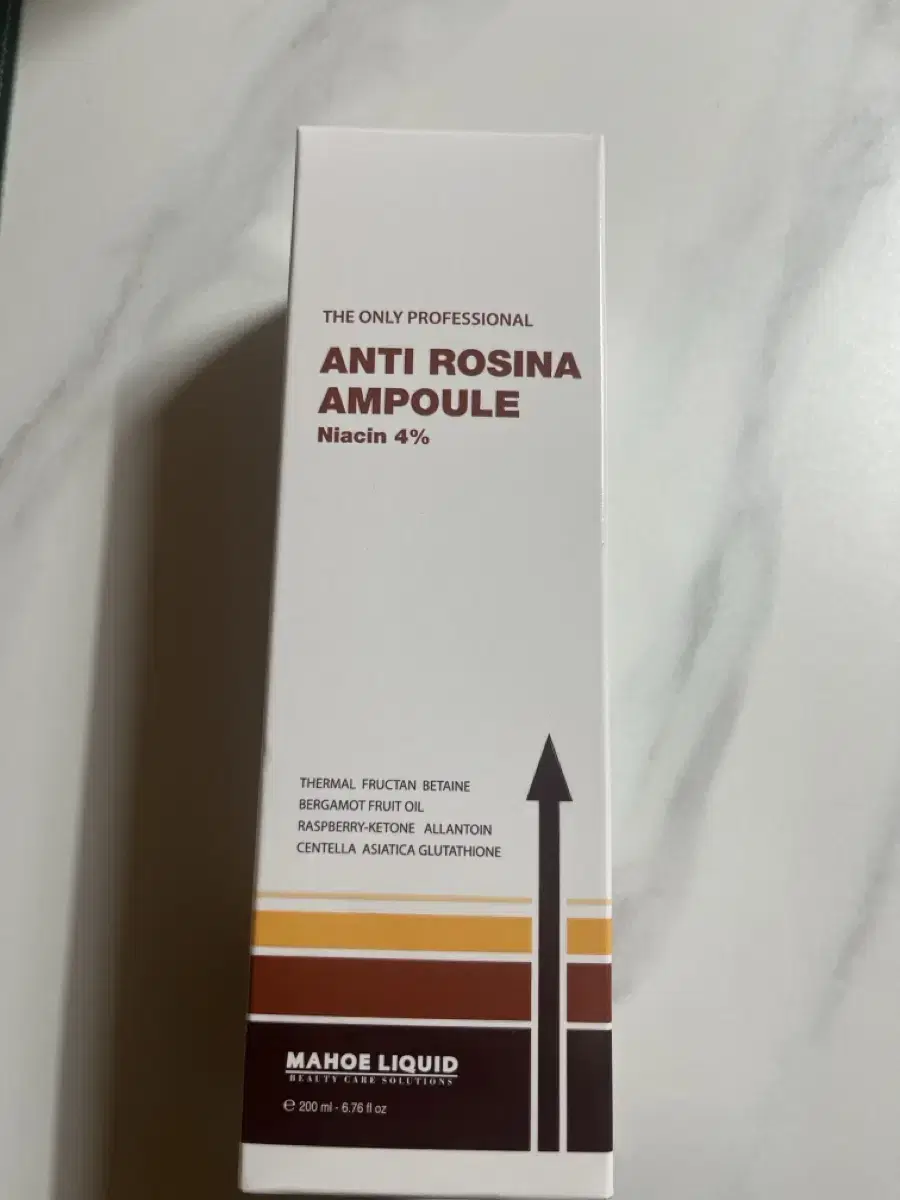 THE ONLY PROFESSIONAL
ANTI ROSINA
AMPOULE
Niacin 4%
THERMAL FRUCTAN BETAINE
BERGAMOT FRUIT OIL
RASPBERRY-KETONE ALLANTOIN
CENTELLA ASIATICA GLUTATHIONE
MAHOE LIQUID
BEAUTY CARE SOLUTIONS
℮ 200 ml - 6.76 fl oz